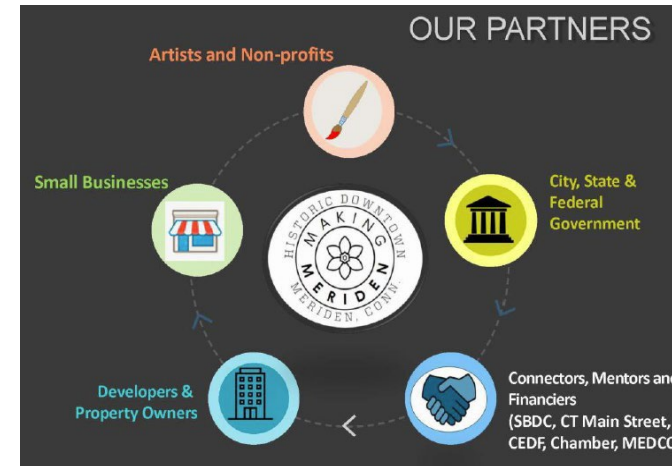 OUR PARTNERS
Artists and Non-profits
Small Businesses
City, State &
Federal
Government
HISTORIC DOWNTOWN
MAKING
MERIDEN
MERIDEN, CONN.
Developers &
Property Owners
Connectors, Mentors and
Financiers
(SBDC, CT Main Street,
CEDF, Chamber, MEDCO